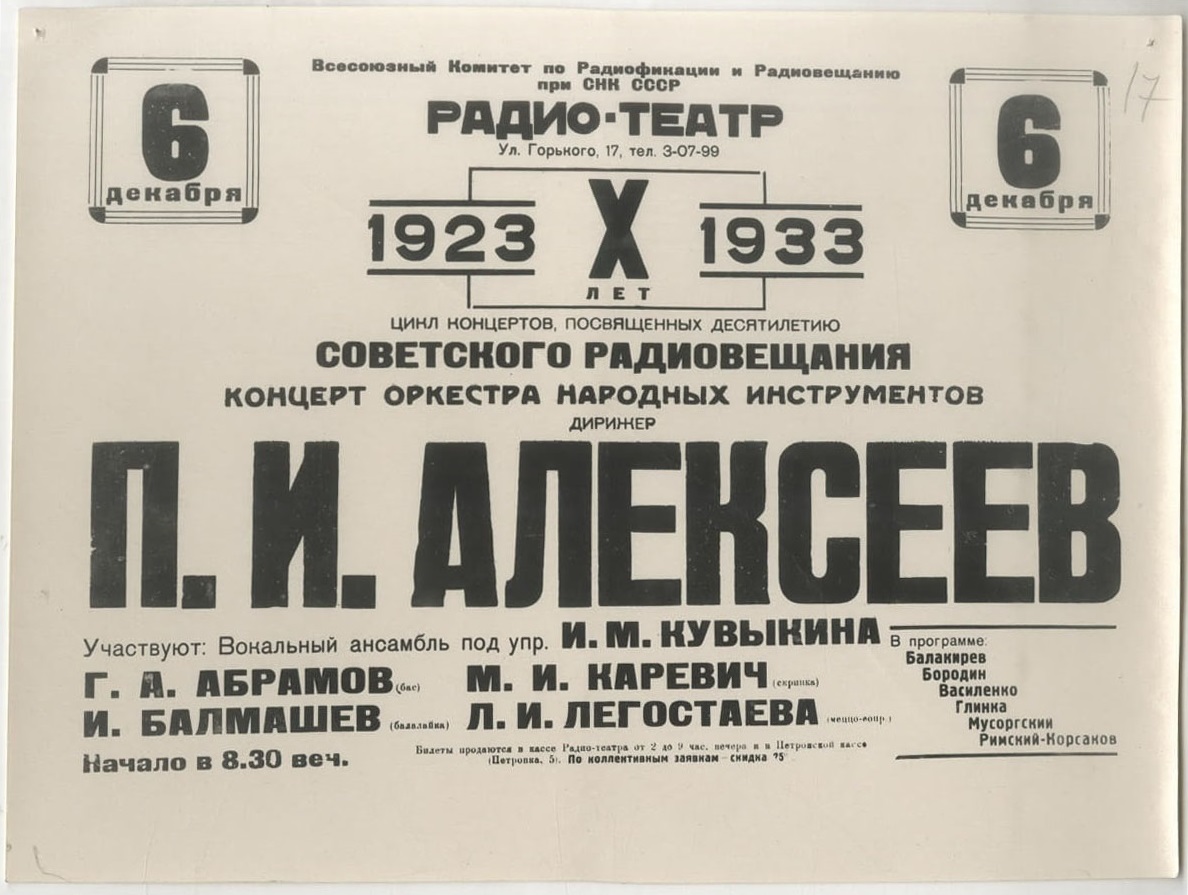 Всесоюзный Комитет по Радиофикации и Радиовещанию
при СНК СССР
РАДИО-ТЕАТР
Ул. Горького, 17, тел. 3-07-99
6
декабря
6
декабря
17
1923 X 1933
ЛЕТ
ЦИКЛ КОНЦЕРТОВ, ПОСВЯЩЕННЫХ ДЕСЯТИЛЕТИЮ
СОВЕТСКОГО РАДИОВЕЩАНИЯ
КОНЦЕРТ ОРКЕСТРА НАРОДНЫХ ИНСТРУМЕНТОВ
ДИРИЖЕР
П. И. АЛЕКСЕЕВ
Участвуют: Вокальный ансамбль под упр. И. М. КУВЫКИНА
Г. А. АБРАМОВ (бас) М. И. КАРЕВИЧ (скрипка)
И. БАЛМАШЕВ (балалайка) Л. И. ЛЕГОСТАЕВА (меццо-сопр.)
Начало в 8.30 веч.
Билеты продаются в кассе Радио-театра от 2 до 9 час. вечера и в Петровской кассе
(Петровка, 5). По коллективным заявкам – скидка
В программе:
Балакирев
Бородин
Василенко
Глинка
Мусоргский
Римский-Корсаков